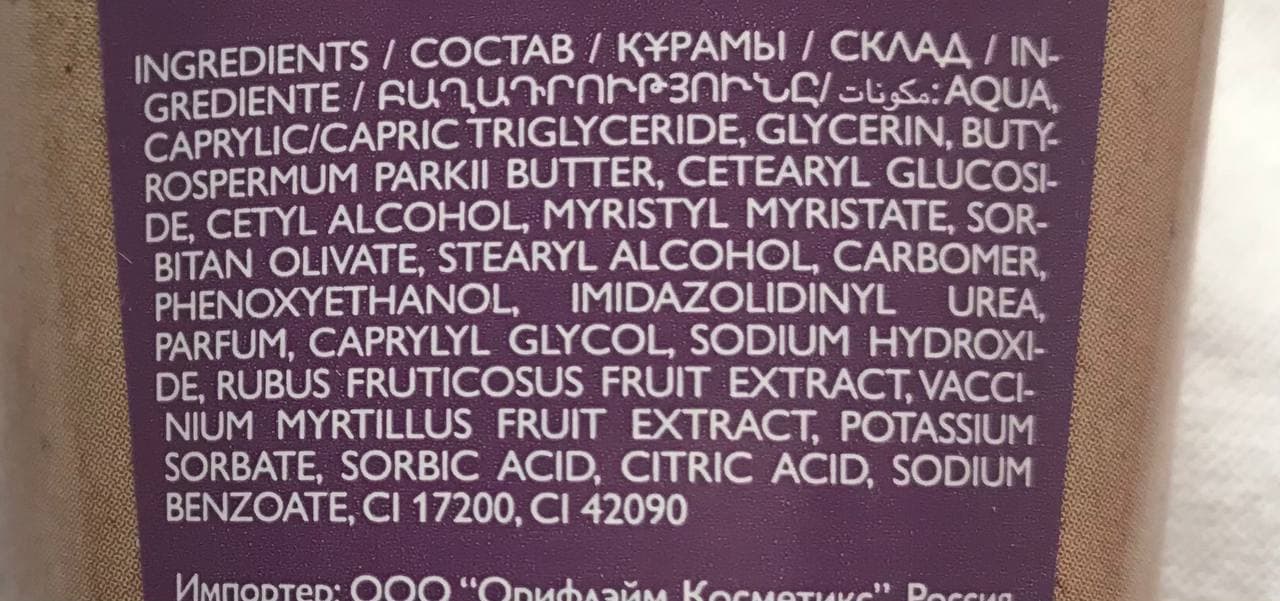 INGREDIENTS / СОСТАВ / ҚҰРАМЫ / СКЛАД / IN-
GREDIENTE / ԲԱՂԱԴՐՈՒԹՅՈՒՆԸ/ مكونات: AQUA,
CAPRYLIC/CAPRIC TRIGLYCERIDE, GLYCERIN, BUTY-
ROSPERMUM PARKII BUTTER, CETEARYL GLUCOSI-
DE, CETYL ALCOHOL, MYRISTYL MYRISTATE, SOR-
BITAN OLIVATE, STEARYL ALCOHOL, CARBOMER,
PHENOXYETHANOL, IMIDAZOLIDINYL UREA,
PARFUM, CAPRYLYL GLYCOL, SODIUM HYDROXI-
DE, RUBUS FRUTICOSUS FRUIT EXTRACT, VACCI-
NIUM MYRTILLUS FRUIT EXTRACT, POTASSIUM
SORBATE, SORBIC ACID, CITRIC ACID, SODIUM
BENZOATE, CI 17200, CI 42090
Импортер: ООО “Орифлэйм Косметикс” Россия